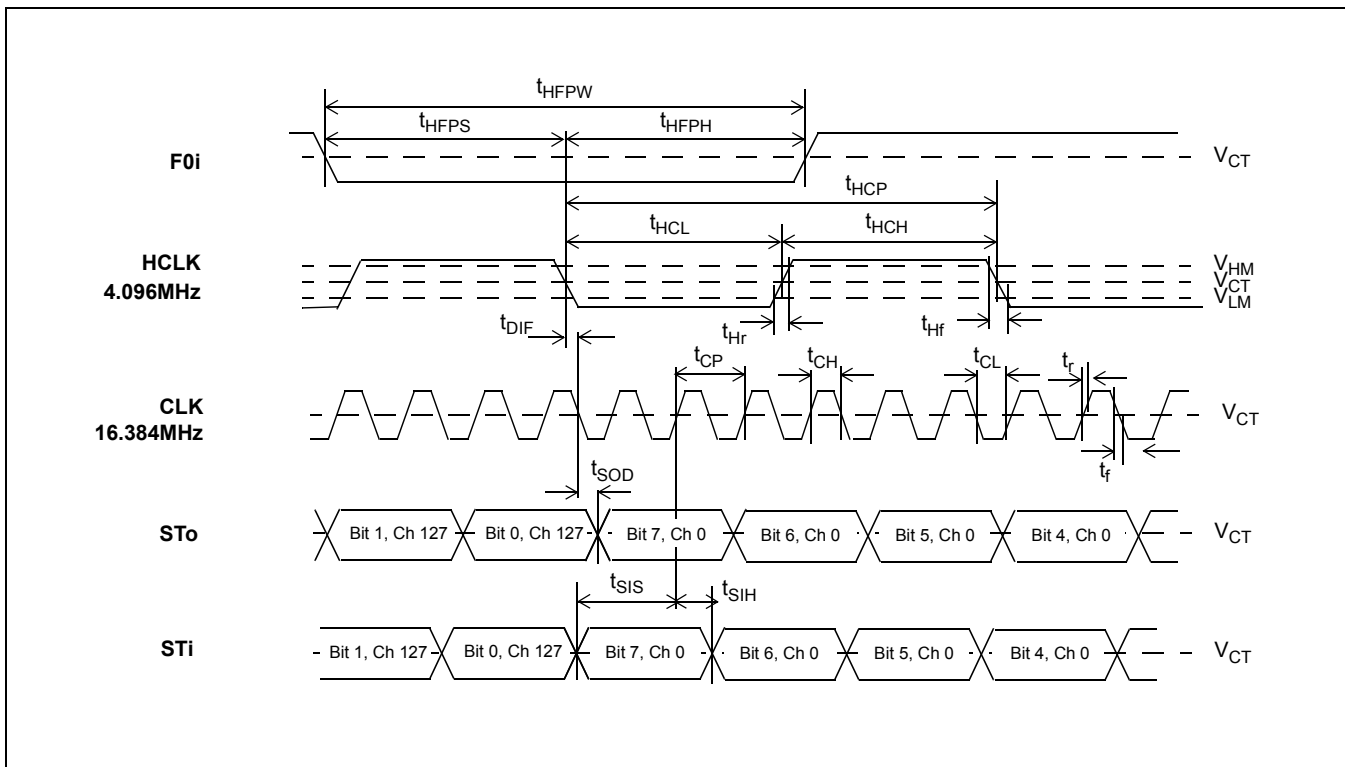 tHFPW
tHFPS
tHFPH
F0i
VCT
tHCP
tHCL
tHCH
HCLK
4.096MHz
VHM
VCT
VLM
tDIF
tHr
tHf
tCP
tCH
tCL
tr
CLK
16.384MHz
VCT
tf
tSOD
STo
Bit 1, Ch 127
Bit 0, Ch 127
Bit 7, Ch 0
Bit 6, Ch 0
Bit 5, Ch 0
Bit 4, Ch 0
VCT
tSIS
tSIH
STi
Bit 1, Ch 127
Bit 0, Ch 127
Bit 7, Ch 0
Bit 6, Ch 0
Bit 5, Ch 0
Bit 4, Ch 0
VCT